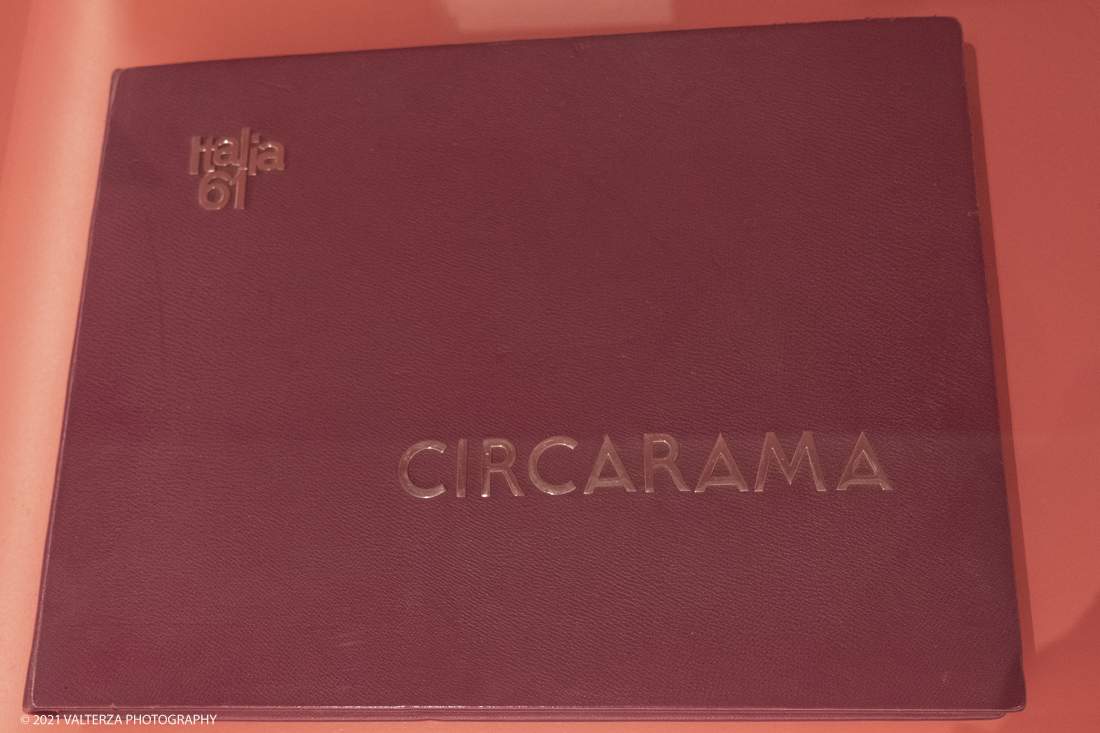 Italia
61
CIRCARAMA
© 2021 VALTERZA PHOTOGRAPHY